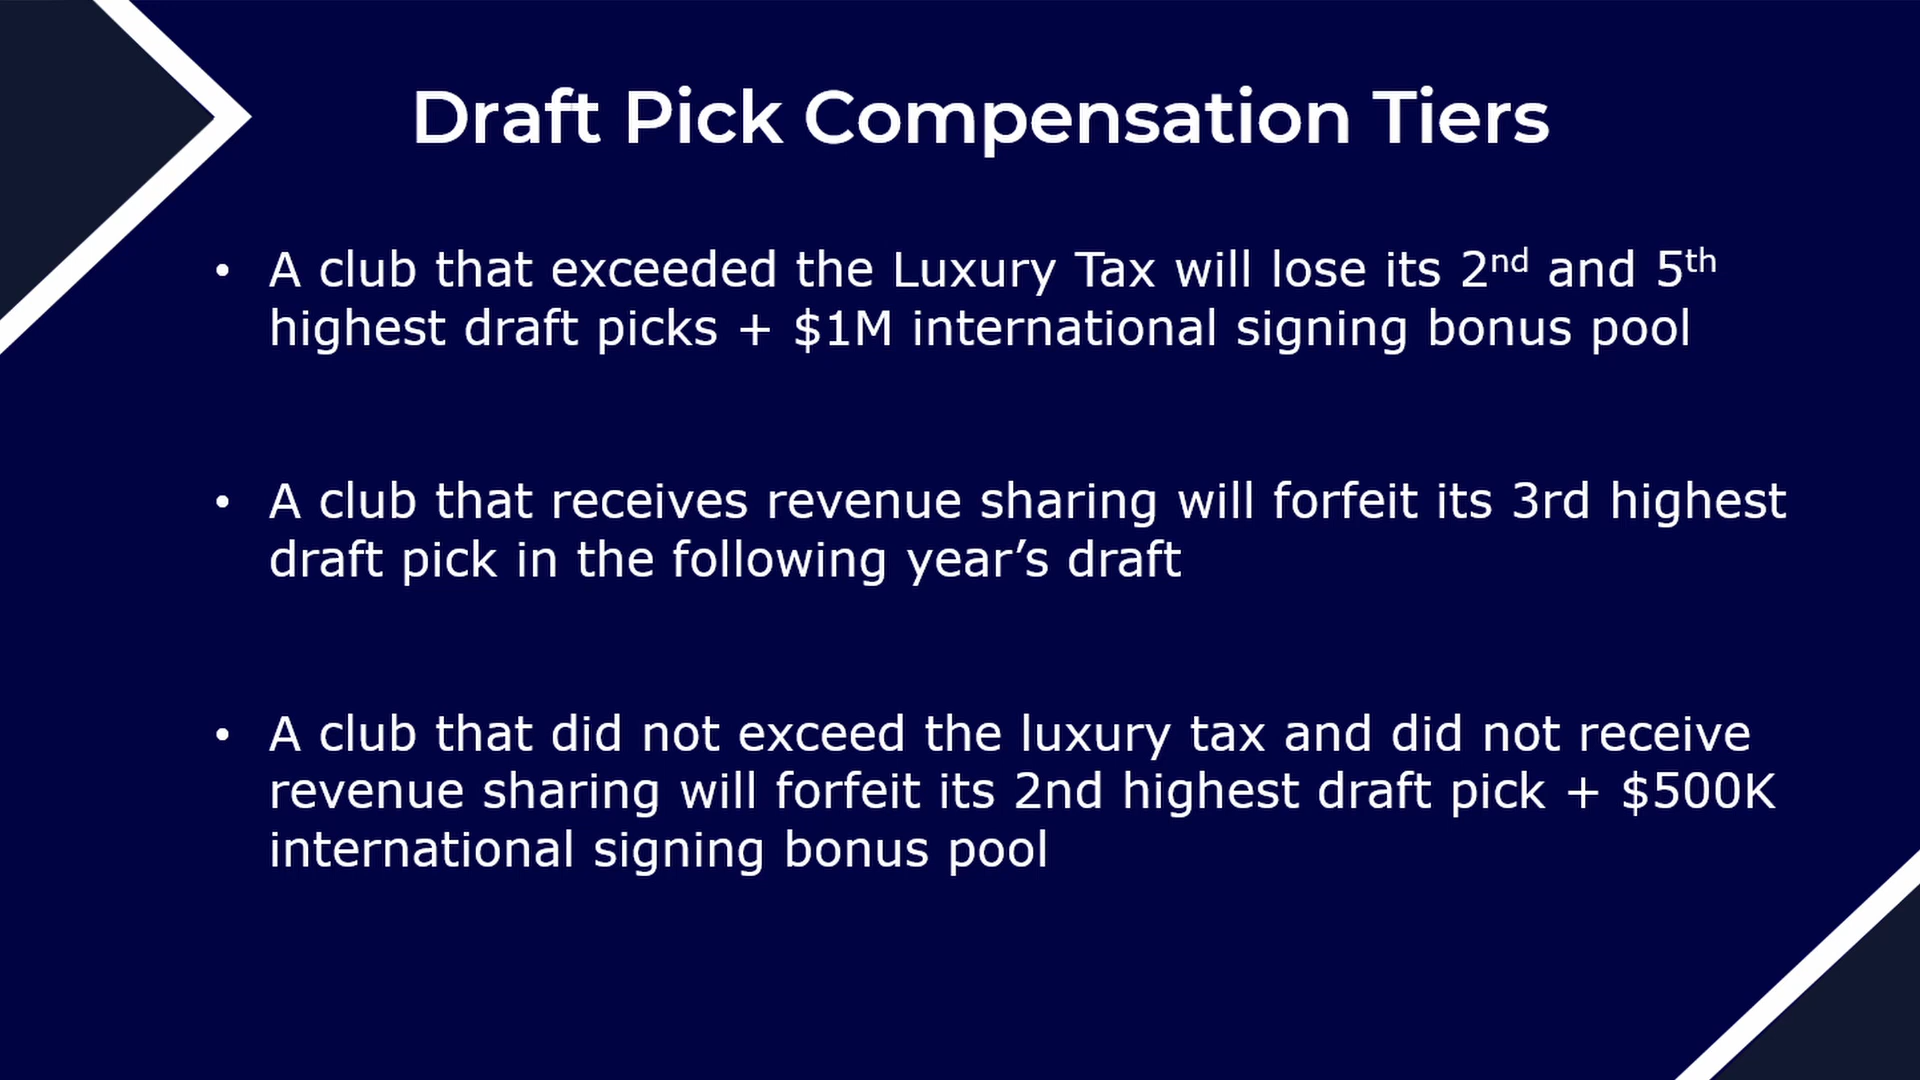 Draft Pick Compensation Tiers
• A club that exceeded the Luxury Tax will lose its 2nd and 5th
highest draft picks + $1M international signing bonus pool
• A club that receives revenue sharing will forfeit its 3rd highest
draft pick in the following year’s draft
• A club that did not exceed the luxury tax and did not receive
revenue sharing will forfeit its 2nd highest draft pick + $500K
international signing bonus pool